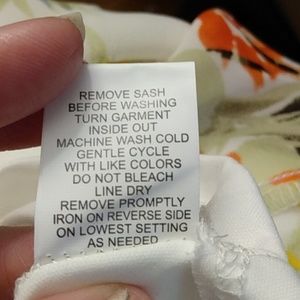 REMOVE SASH
BEFORE WASHING
TURN GARMENT
INSIDE OUT
MACHINE WASH COLD
GENTLE CYCLE
WITH LIKE COLORS
DO NOT BLEACH
LINE DRY
REMOVE PROMPTLY
IRON ON REVERSE SIDE
ON LOWEST SETTING
AS NEEDED